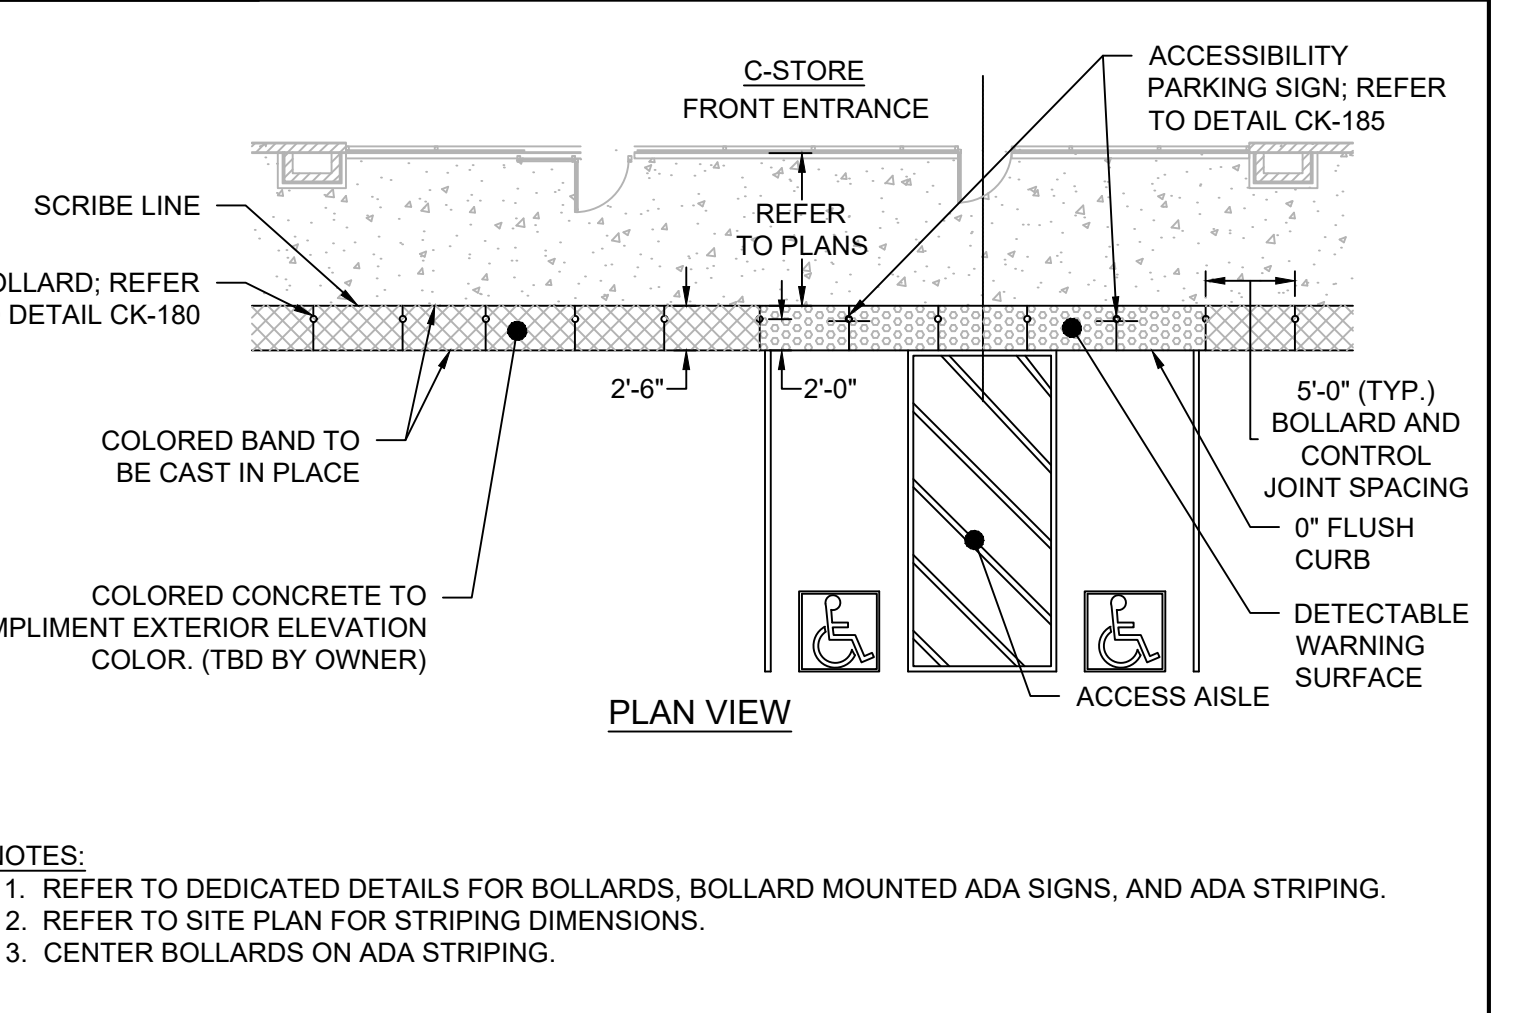 C-STORE
FRONT ENTRANCE
ACCESSIBILITY
PARKING SIGN; REFER
TO DETAIL CK-185
SCRIBE LINE
REFER
TO PLANS
REFER
DETAIL CK-180
2'-6"
2'-0"
5'-0" (TYP.)
BOLLARD AND
CONTROL
JOINT SPACING
COLORED BAND TO
BE CAST IN PLACE
0" FLUSH
CURB
COLORED CONCRETE TO
EXTERIOR ELEVATION
COLOR. (TBD BY OWNER)
DETECTABLE
WARNING
SURFACE
ACCESS AISLE
PLAN VIEW
NOTES:
1. REFER TO DEDICATED DETAILS FOR BOLLARDS, BOLLARD MOUNTED ADA SIGNS, AND ADA STRIPING.
2. REFER TO SITE PLAN FOR STRIPING DIMENSIONS.
3. CENTER BOLLARDS ON ADA STRIPING.